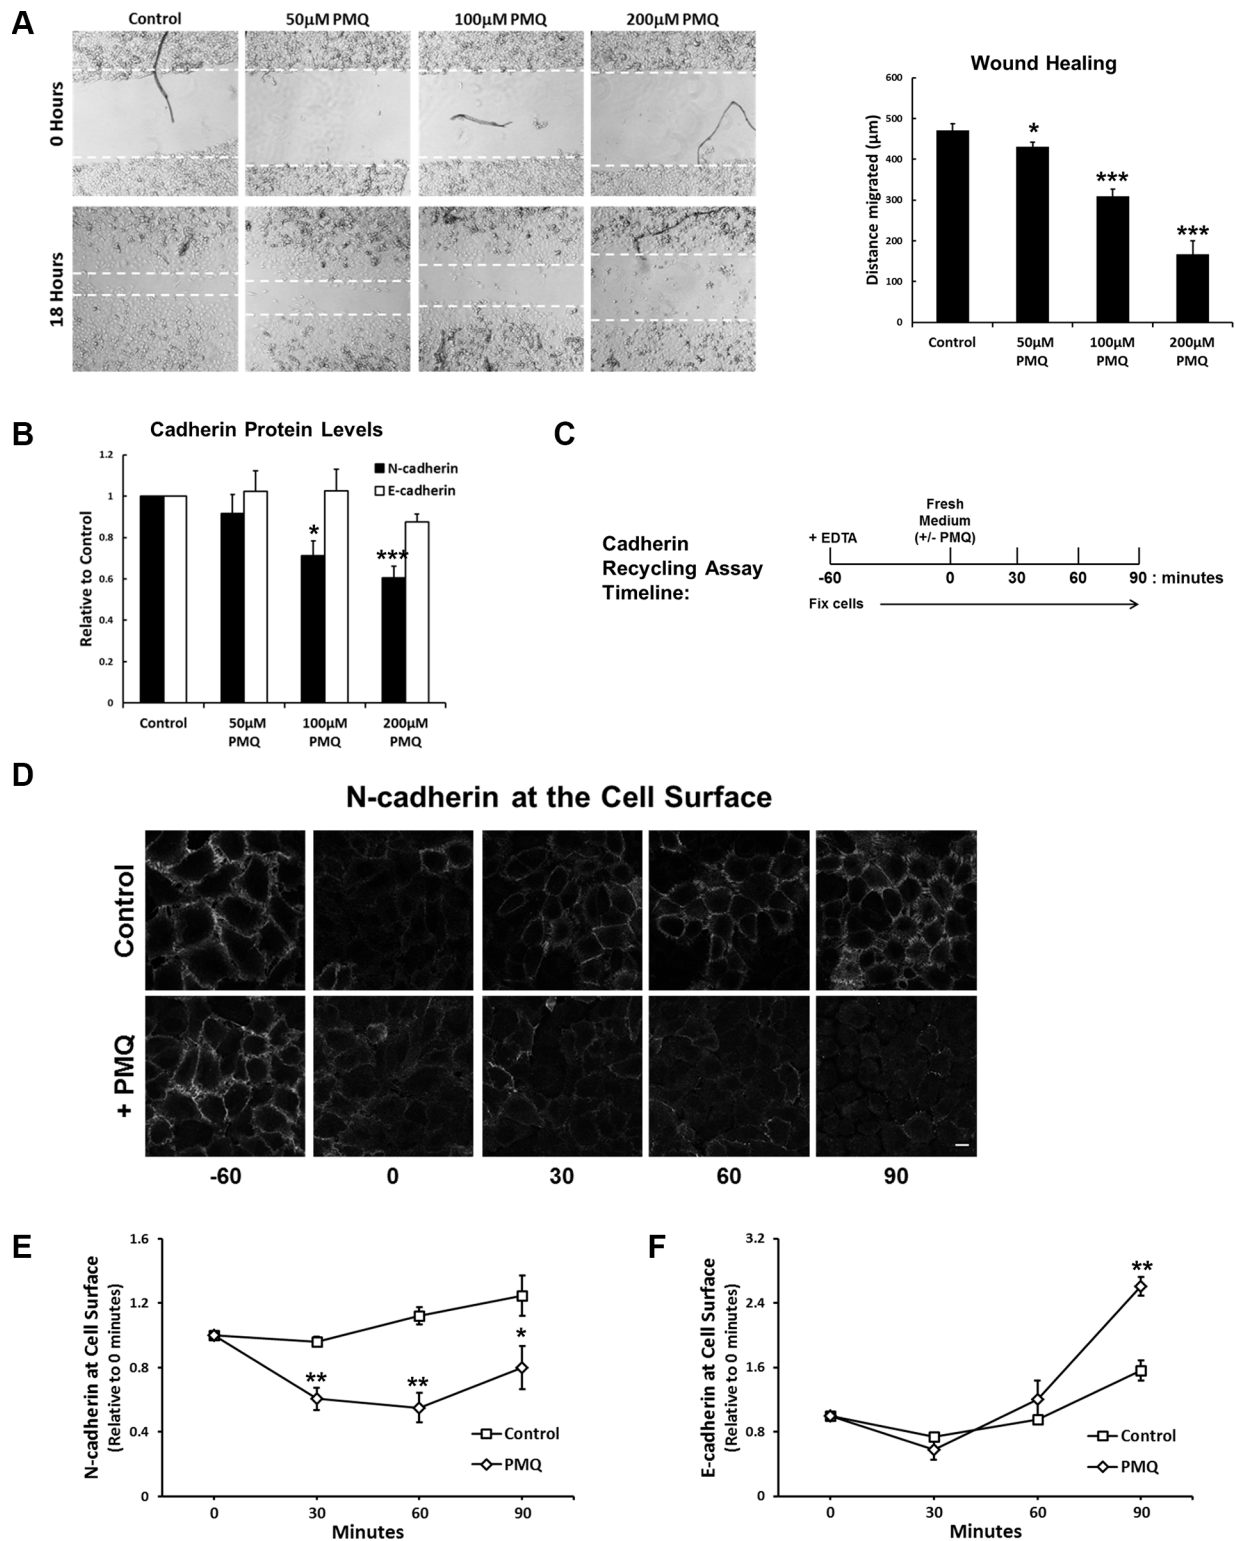 A
Control
50µM PMQ
100µM PMQ
200µM PMQ
0 Hours
18 Hours
Wound Healing
Distance migrated (µm)
600
500
400
300
200
100
0
*
***
***
Control
50µM
PMQ
100µM
PMQ
200µM
PMQ
B
Cadherin Protein Levels
Relative to Control
1.2
1
0.8
0.6
0.4
0.2
0
N-cadherin
E-cadherin
*
***
Control
50µM
PMQ
100µM
PMQ
200µM
PMQ
C
Cadherin
Recycling Assay
Timeline:
+ EDTA
Fresh
Medium
(+/- PMQ)
-60
0
30
60
90 : minutes
Fix cells
D
N-cadherin at the Cell Surface
Control
+ PMQ
-60
0
30
60
90
E
N-cadherin at Cell Surface
(Relative to 0 minutes)
1.6
1.2
0.8
0.4
0
**
**
*
Control
PMQ
0
30
60
90
Minutes
F
E-cadherin at Cell Surface
(Relative to 0 minutes)
3.2
2.4
1.6
0.8
0
**
Control
PMQ
0
30
60
90
Minutes